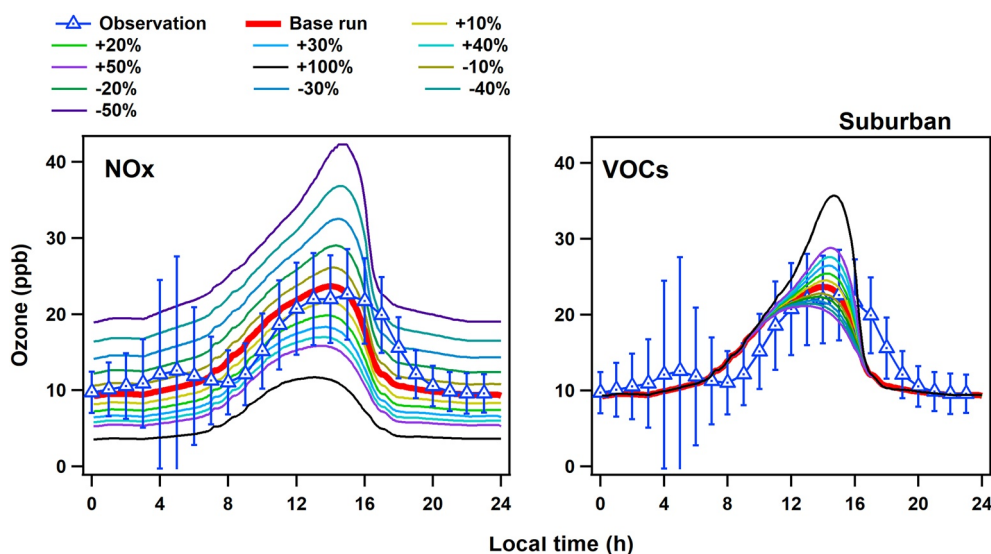 Observation Base run +10%
+20% +30% +40%
+50% +100% -10%
-20% -30% -40%
-50%
Suburban
NOx VOCs
40 40
30 30
20 20
10 10
0 0
0 4 8 12 16 20 24 0 4 8 12 16 20 24
Ozone (ppb)
Local time (h)